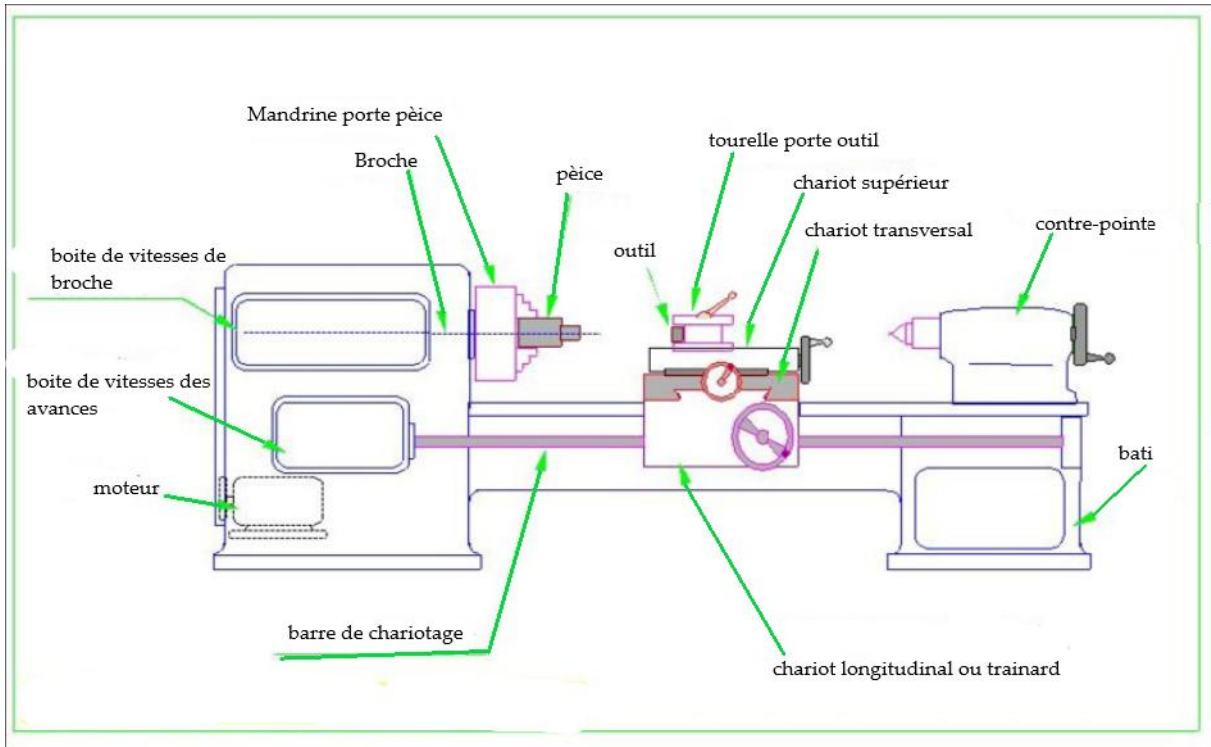 Mandrine porte pèice
Broche
pèice
tourelle porte outil
chariot supérieur
chariot transversal
contre-pointe
outil
boite de vitesses de
broche
boite de vitesses des
avances
moteur
bati
barre de chariotage
chariot longitudinal ou trainard